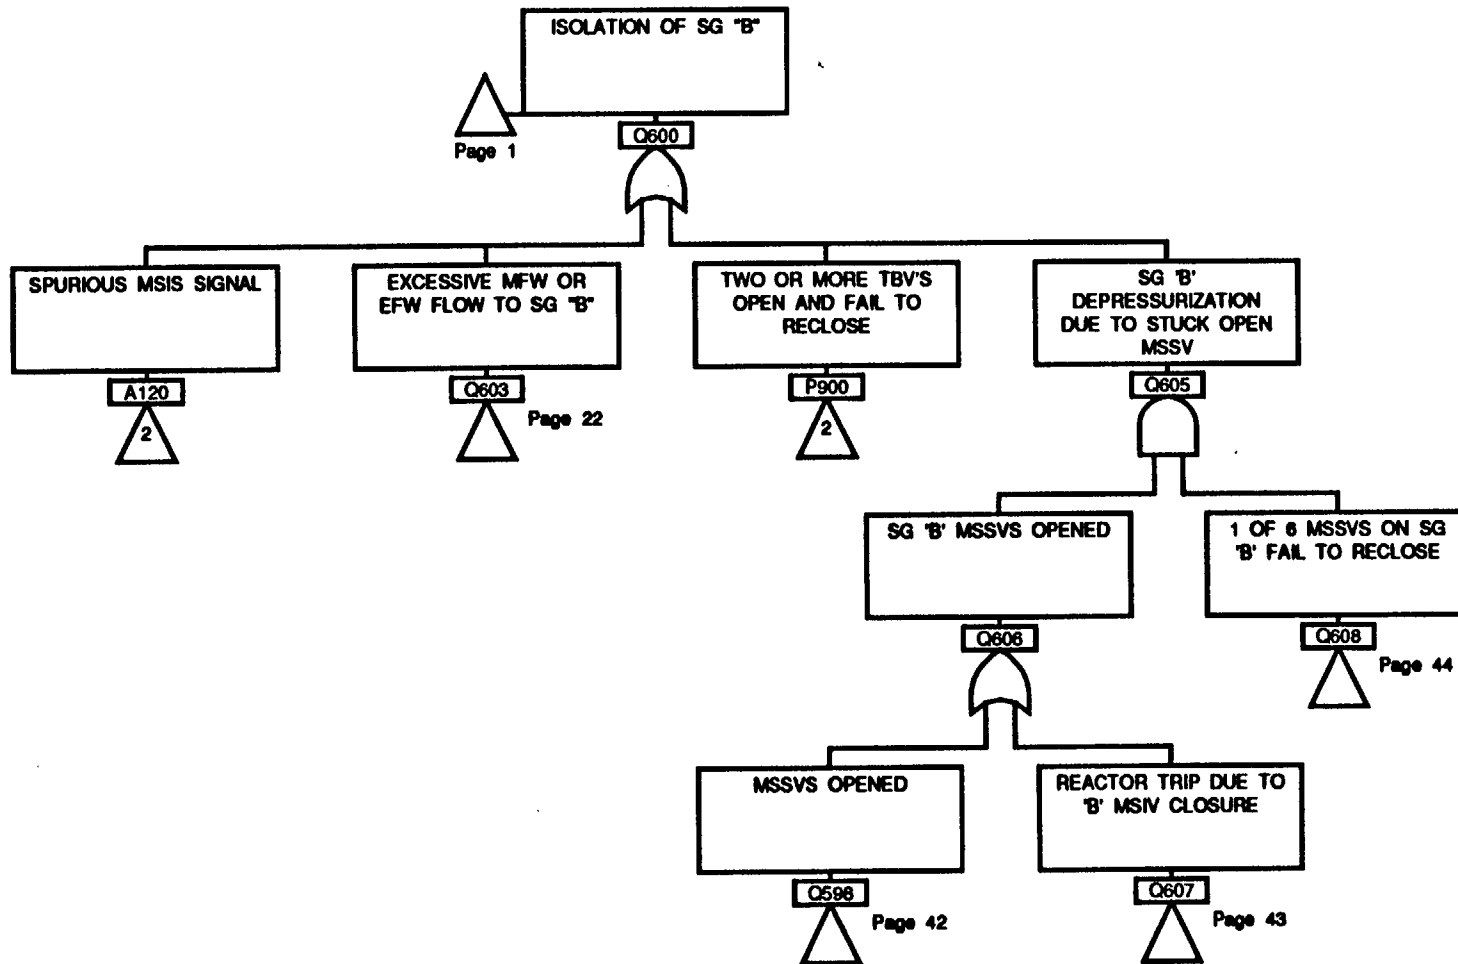 ISOLATION OF SG "B"
Page 1
Q600
SPURIOUS MSIS SIGNAL
A120
2
EXCESSIVE MFW OR
EFW FLOW TO SG "B"
Q603
Page 22
TWO OR MORE TBV'S
OPEN AND FAIL TO
RECLOSE
P900
2
SG 'B'
DEPRESSURIZATION
DUE TO STUCK OPEN
MSSV
Q605
SG 'B' MSSVS OPENED
Q606
1 OF 6 MSSVS ON SG
'B' FAIL TO RECLOSE
Q608
Page 44
MSSVS OPENED
Q598
Page 42
REACTOR TRIP DUE TO
'B' MSIV CLOSURE
Q607
Page 43